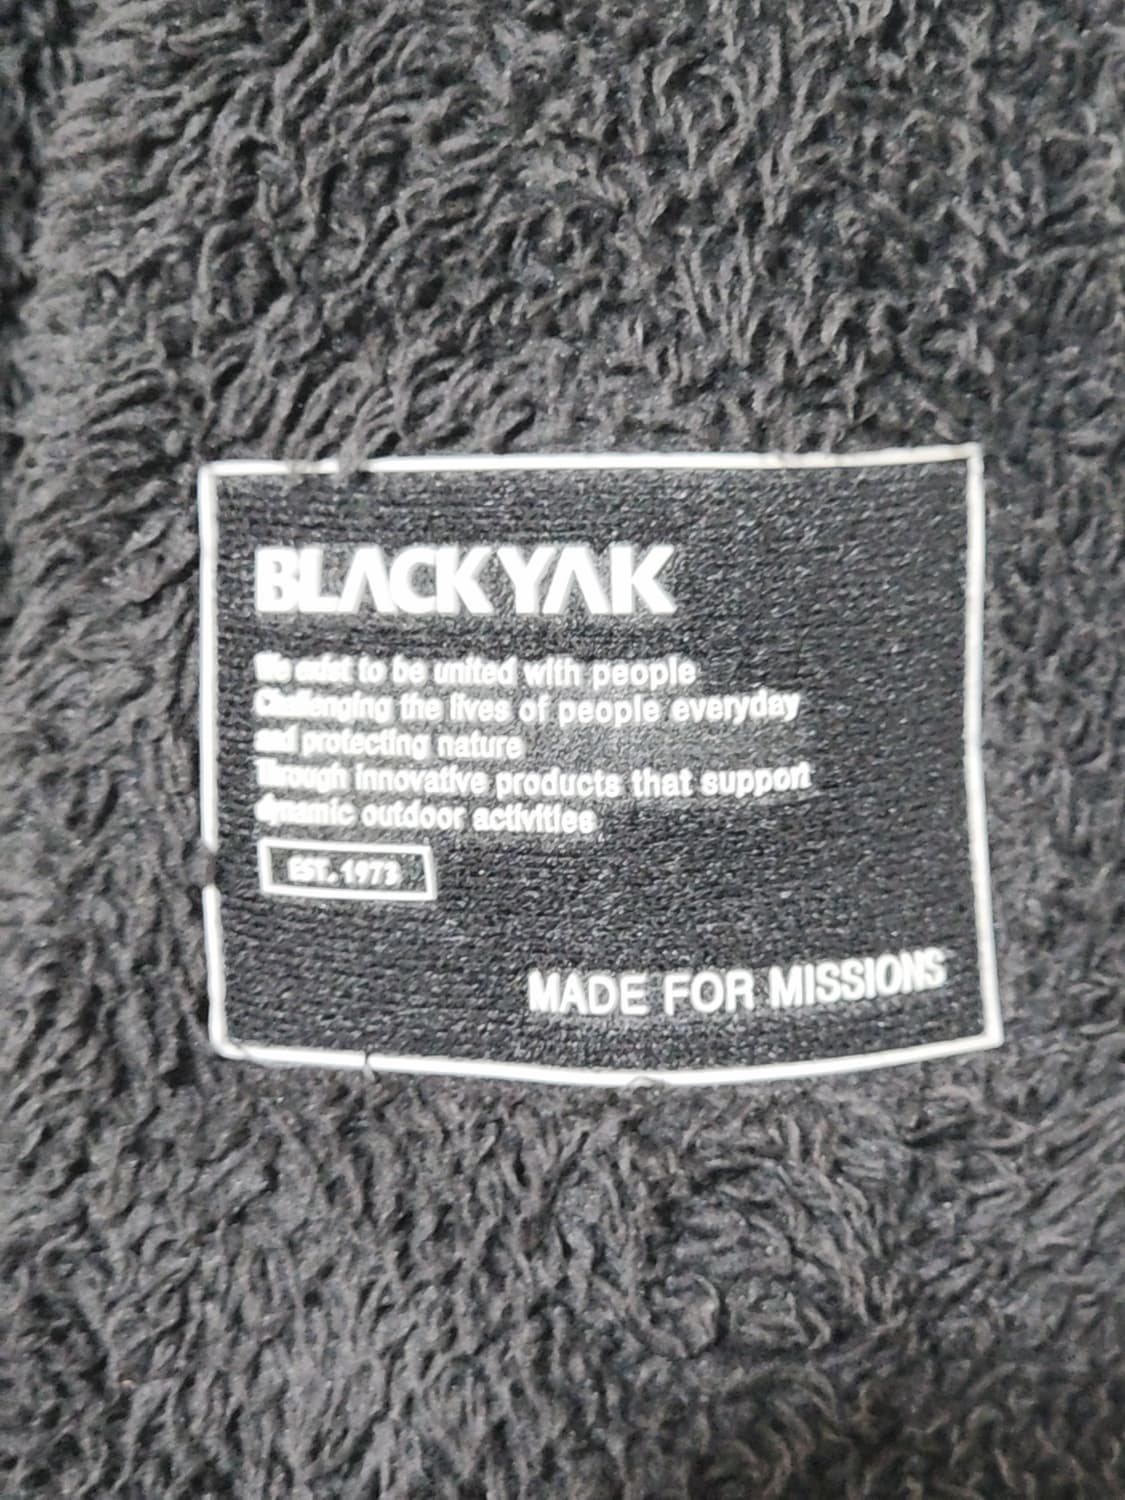 BLACKYAK
We exist to be united with people
Challenging the lives of people everyday
and protecting nature
Through innovative products that support
dynamic outdoor activities
EST. 1973
MADE FOR MISSIONS